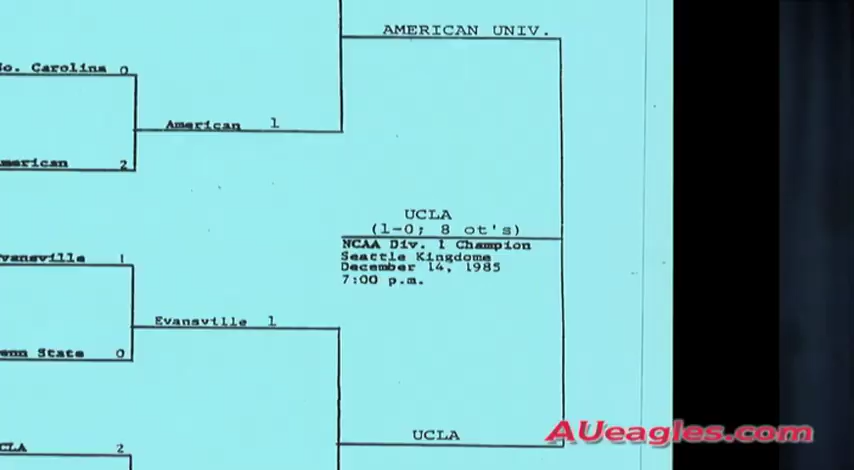 AMERICAN UNIV.
So. Carolina 0
American 1
American 2
UCLA
(1-0; 8 ot's)
NCAA Div. 1 Champion
Seattle Kingdome
December 14, 1985
7:00 p.m.
Evansville 1
Evansville 1
Penn State 0
UCLA
AUeagles.com
UCLA 2